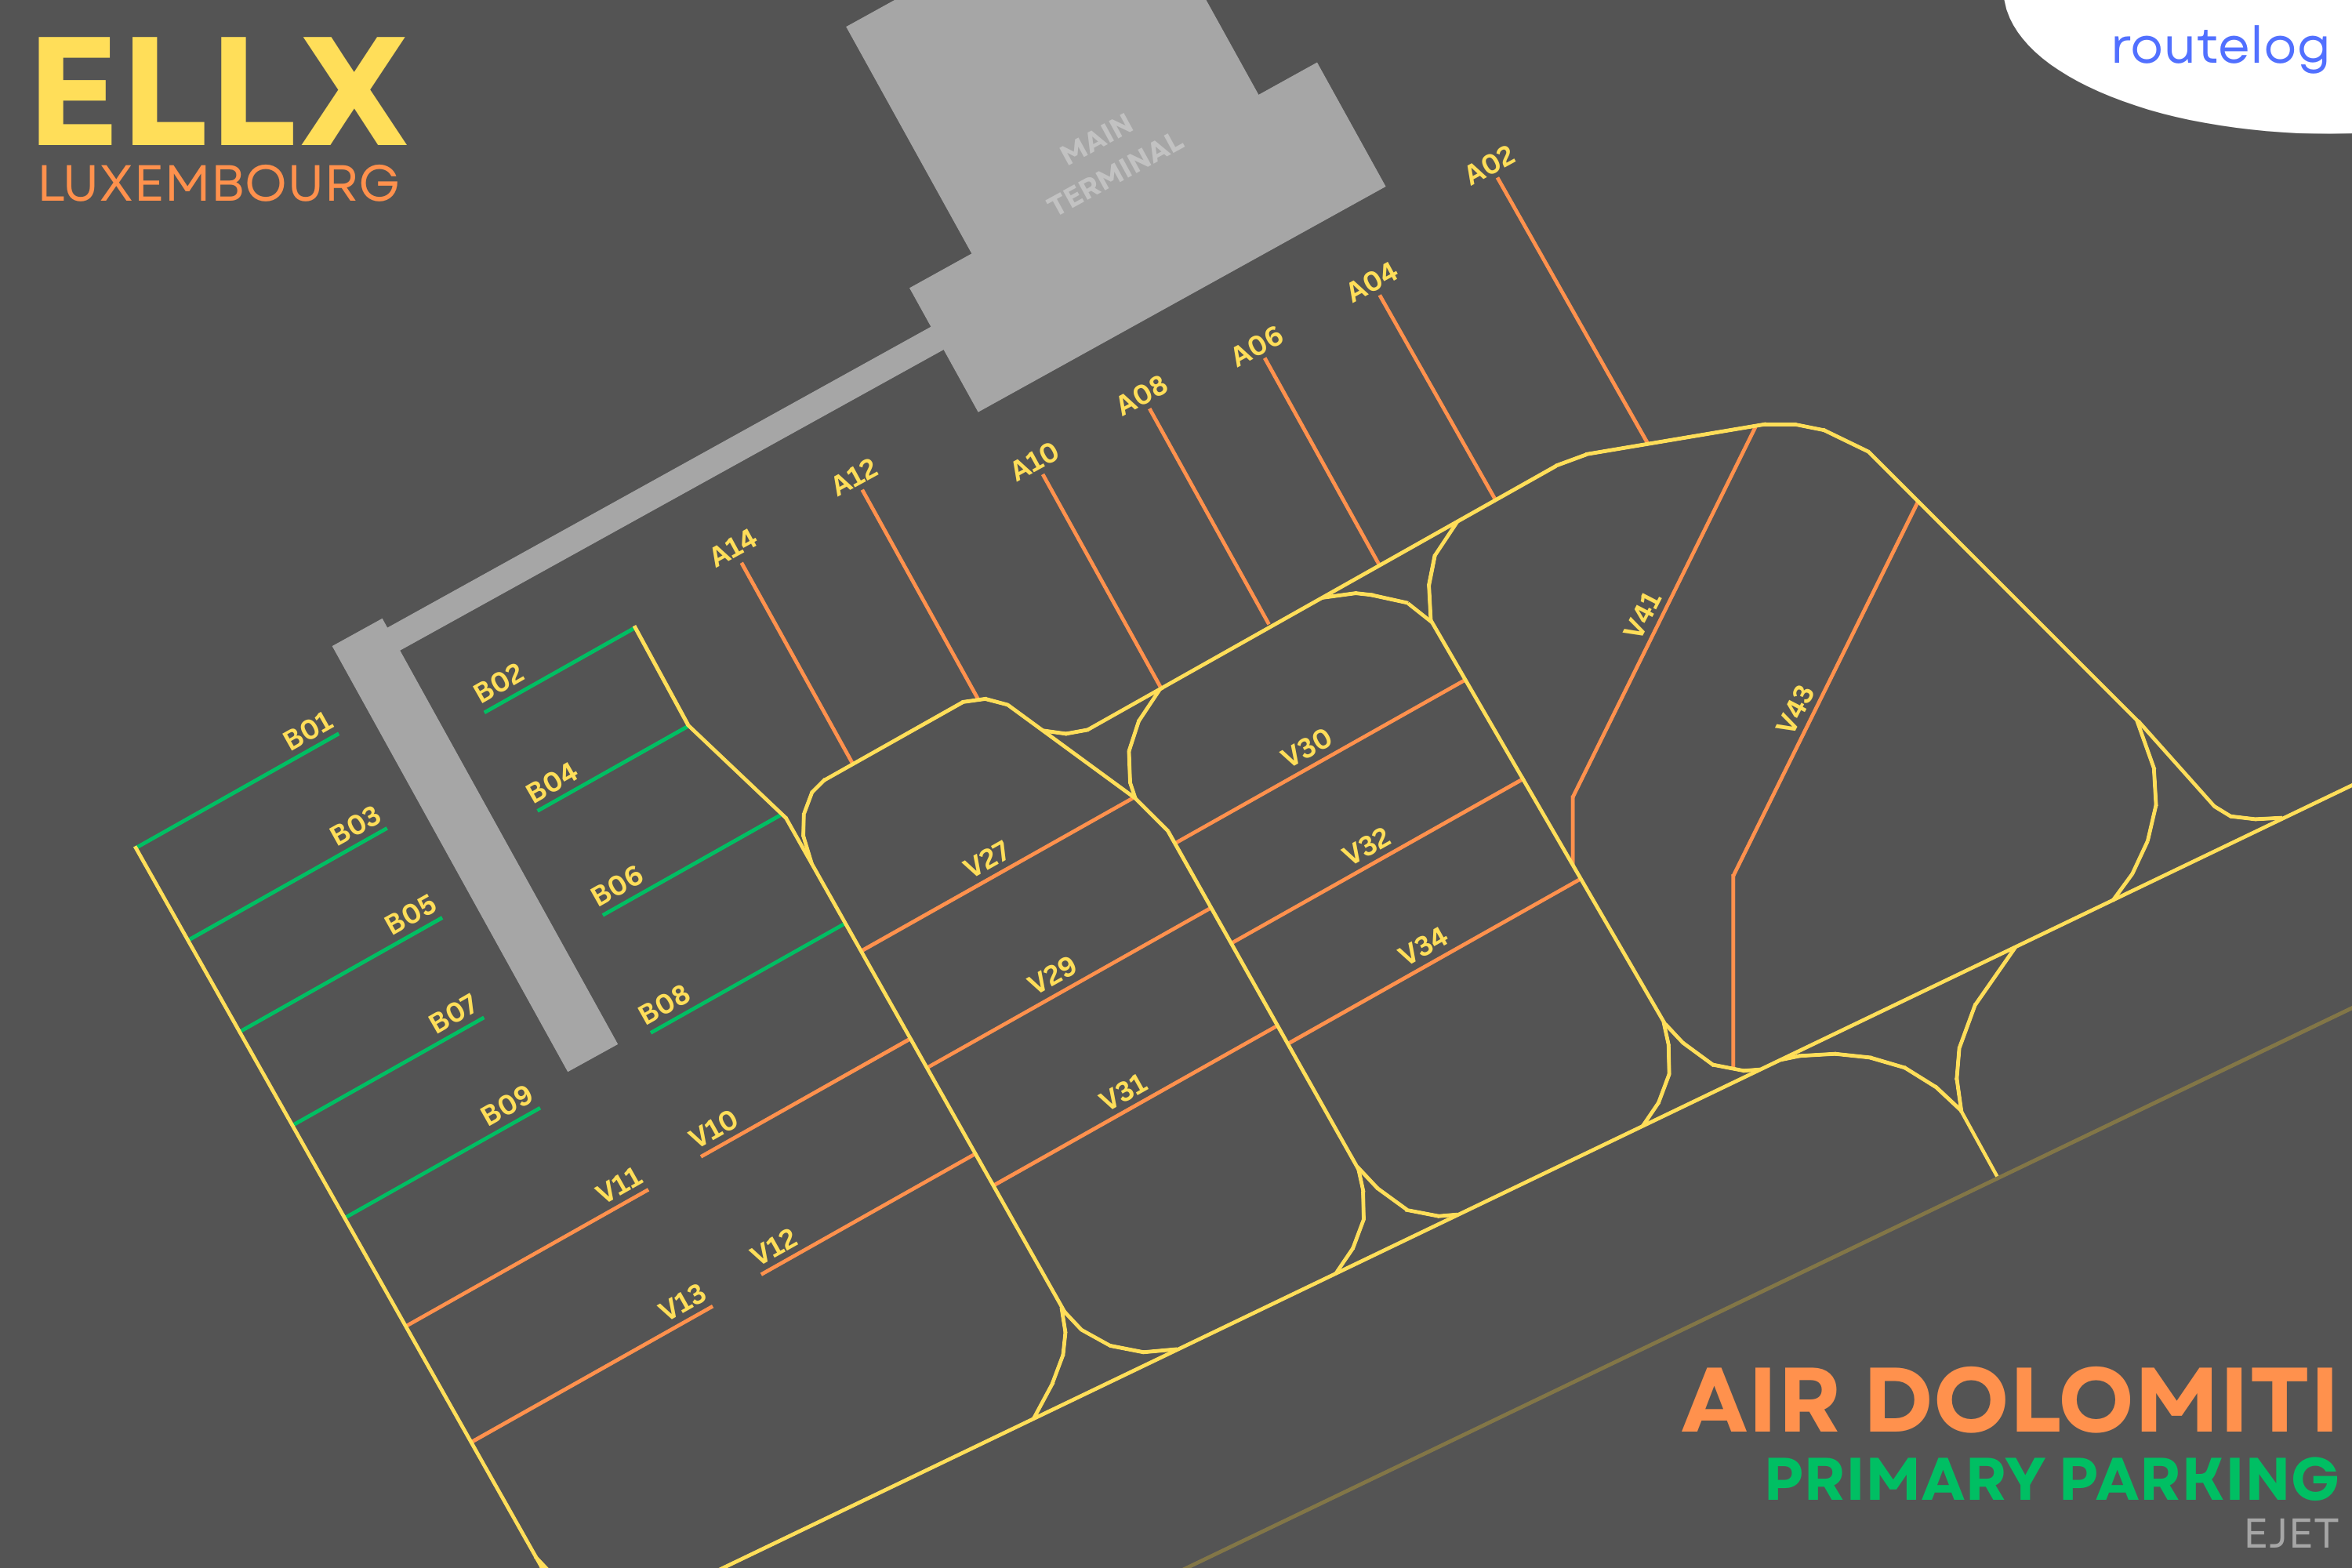 ELLX
LUXEMBOURG
routelog
MAIN
TERMINAL
A02
A04
A06
A08
A10
A12
A14
B02
B01
B04
B03
B06
B05
B08
B07
B09
V41
V43
V30
V27
V32
V29
V34
V31
V10
V11
V12
V13
AIR DOLOMITI
PRIMARY PARKING
EJET